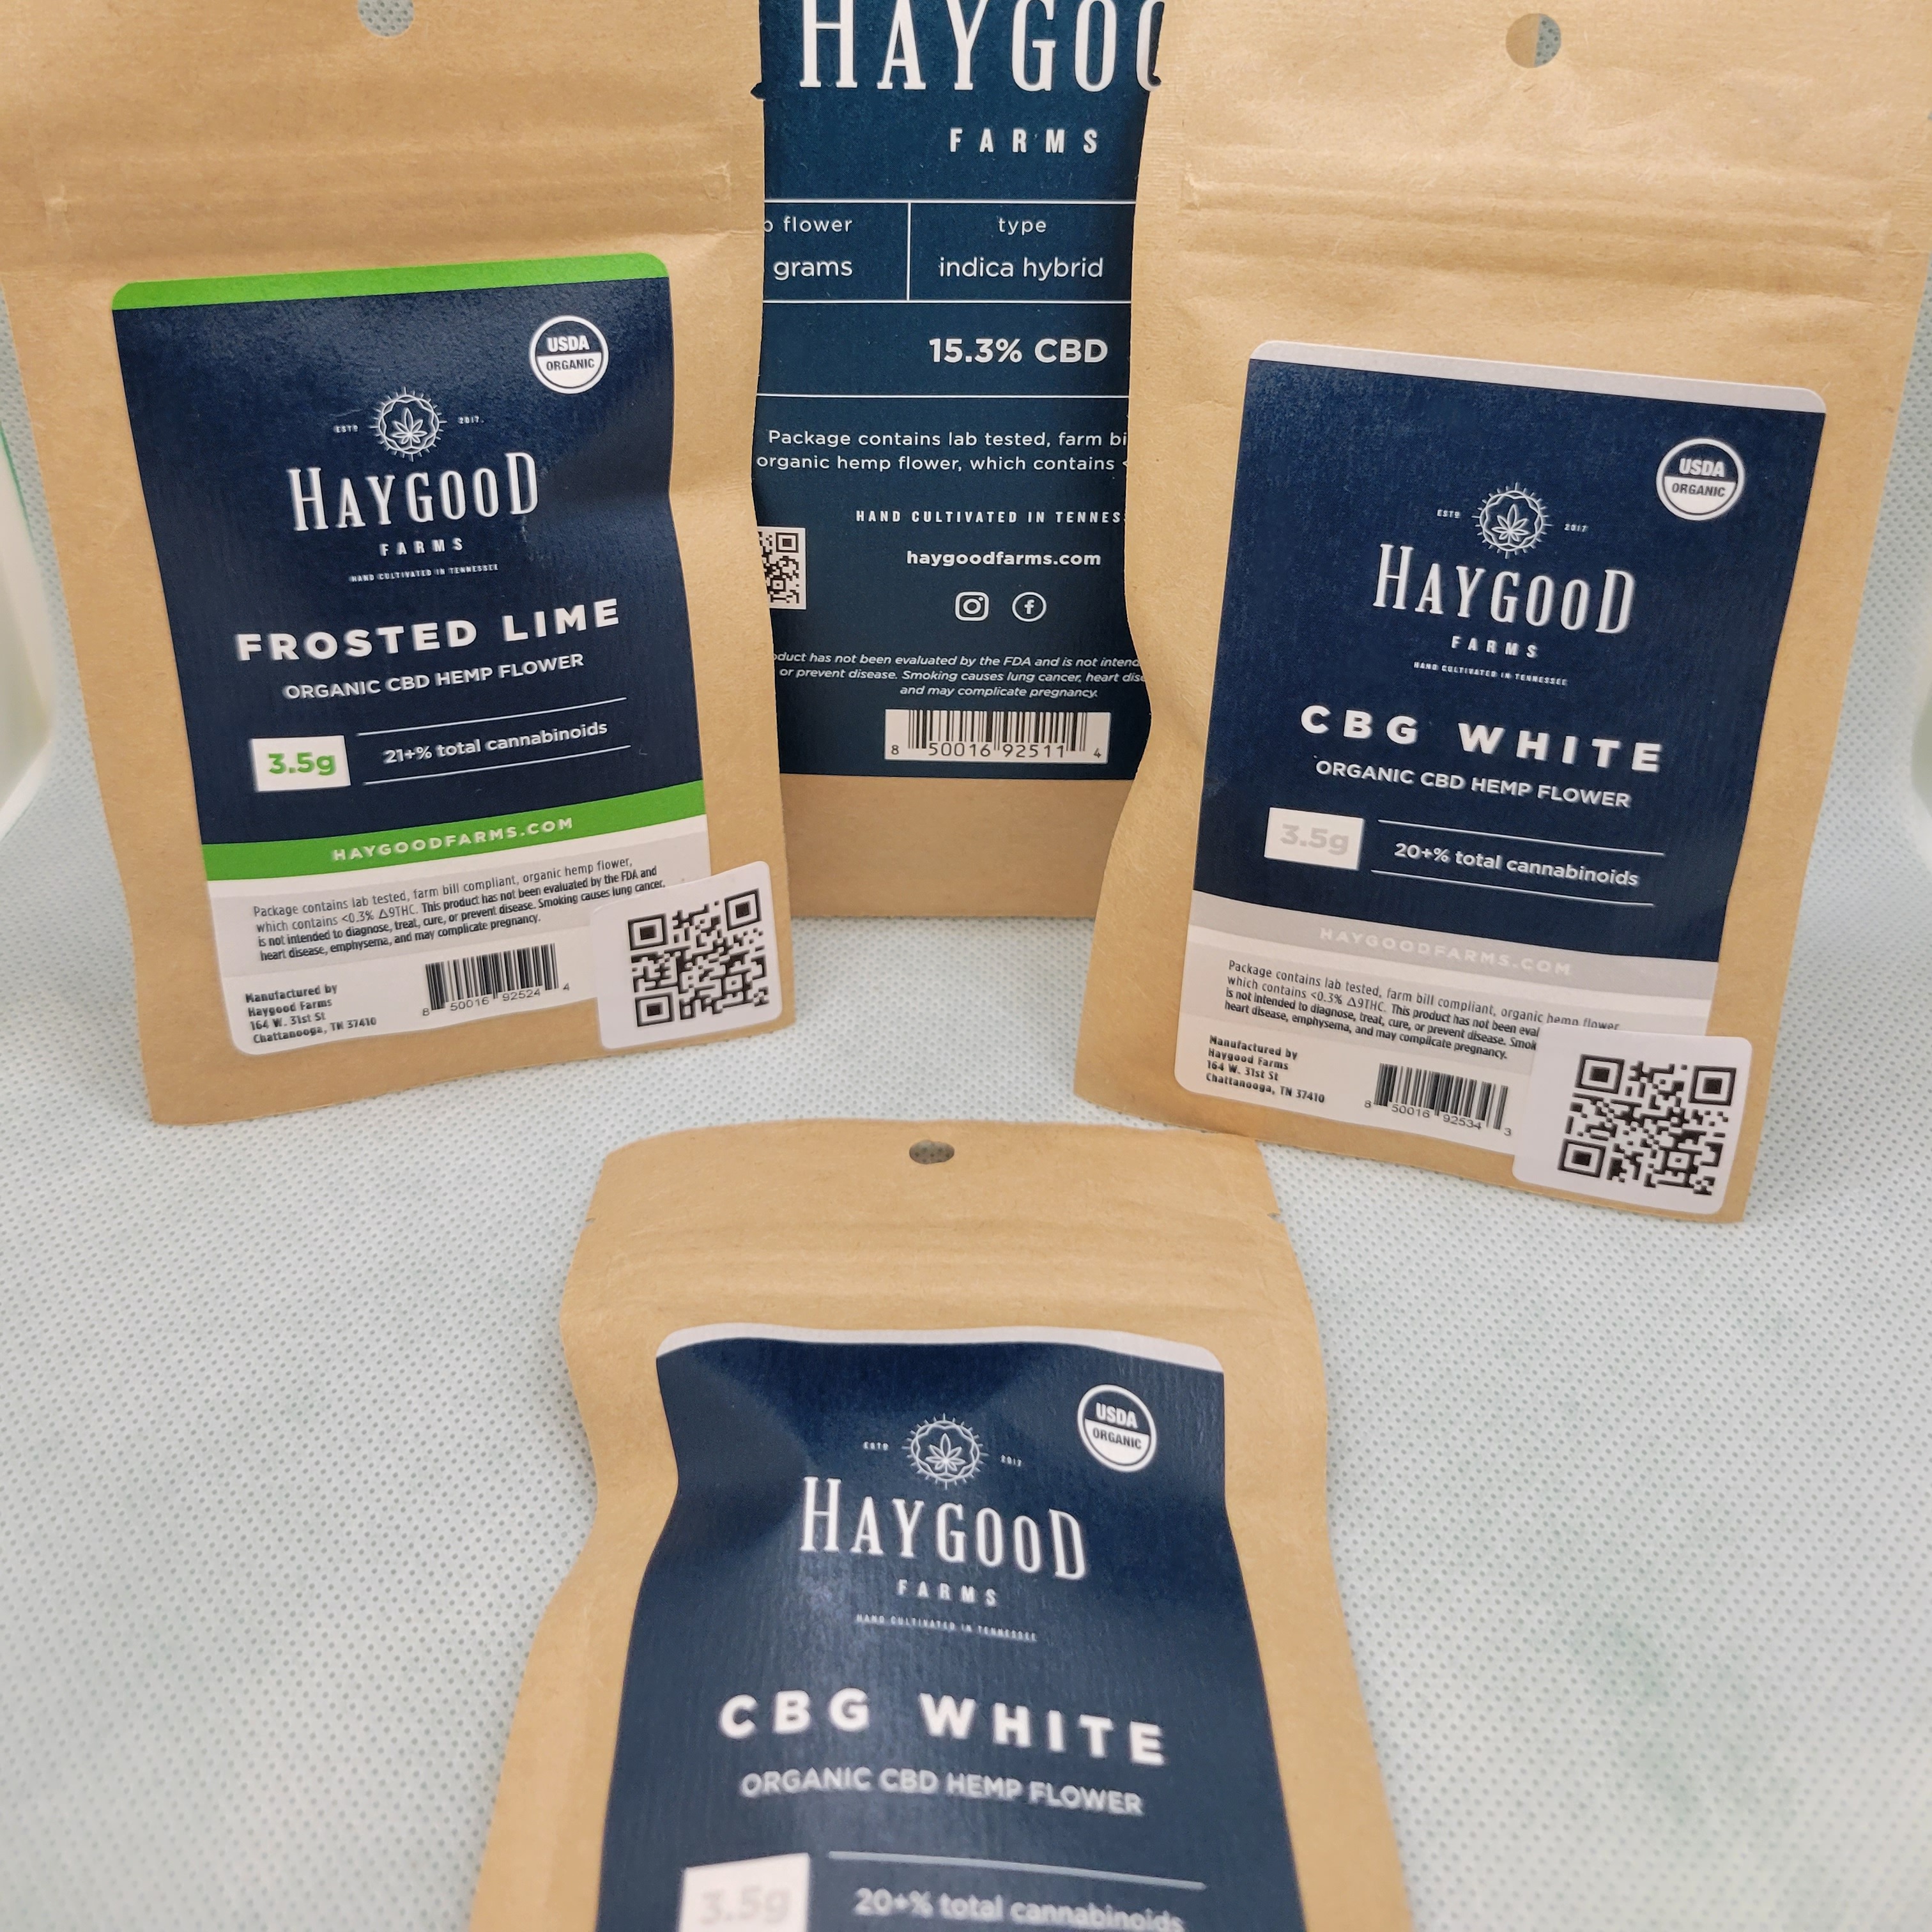 USDA
ORGANIC
ESTD 2017.
HAYGOOD
FARMS
HAND CULTIVATED IN TENNESSEE
FROSTED LIME
ORGANIC CBD HEMP FLOWER
3.5g
21+% total cannabinoids
HAYGOODFARMS.COM
Package contains lab tested, farm bill compliant, organic hemp flower,
which contains <0.3% Δ9THC. This product has not been evaluated by the FDA and
is not intended to diagnose, treat, cure, or prevent disease. Smoking causes lung cancer,
heart disease, emphysema, and may complicate pregnancy.
Manufactured by
Haygood Farms
164 W. 31st St
Chattanooga, TN 37410
8 50016 92524 4
HAYGOO
FARMS
flower
grams
type
indica hybrid
15.3% CBD
Package contains lab tested, farm bi
organic hemp flower, which contains <
HAND CULTIVATED IN TENNES
haygoodfarms.com
duct has not been evaluated by the FDA and is not intend
or prevent disease. Smoking causes lung cancer, heart dise
and may complicate pregnancy.
8 50016 92511 4
USDA
ORGANIC
ESTD 2017
HAYGOOD
FARMS
HAND CULTIVATED IN TENNESSEE
CBG WHITE
ORGANIC CBD HEMP FLOWER
3.5g
20+% total cannabinoids
HAYGOODFARMS.COM
Package contains lab tested, farm bill compliant, organic hemp flower
which contains <0.3% Δ9THC. This product has not been eval
is not intended to diagnose, treat, cure, or prevent disease. Smok
heart disease, emphysema, and may complicate pregnancy.
Manufactured by
Haygood Farms
164 W. 31st St
Chattanooga, TN 37410
8 50016 92534 3
USDA
ORGANIC
ESTD 2017
HAYGOOD
FARMS
HAND CULTIVATED IN TENNESSEE
CBG WHITE
ORGANIC CBD HEMP FLOWER
3.5g
20+% total cannabinoids